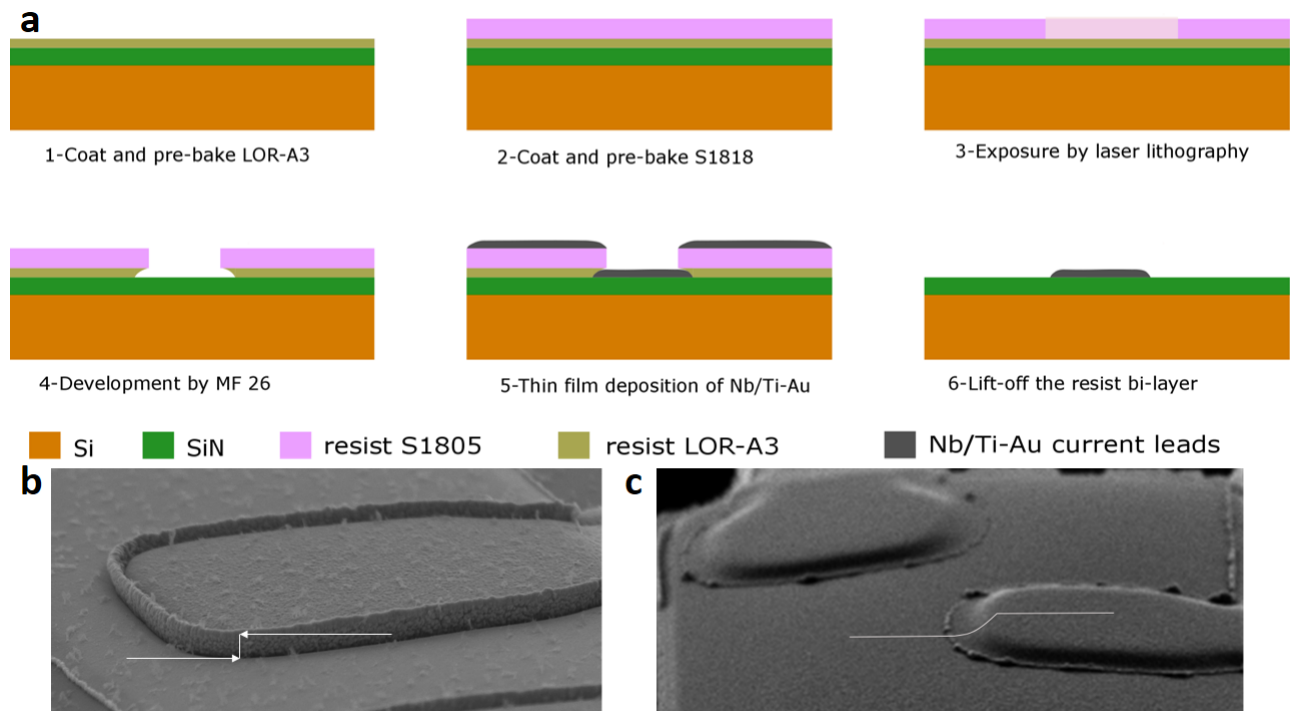 a
1-Coat and pre-bake LOR-A3
2-Coat and pre-bake S1818
3-Exposure by laser lithography
4-Development by MF 26
5-Thin film deposition of Nb/Ti-Au
6-Lift-off the resist bi-layer
Si
SiN
resist S1805
resist LOR-A3
Nb/Ti-Au current leads
b
c